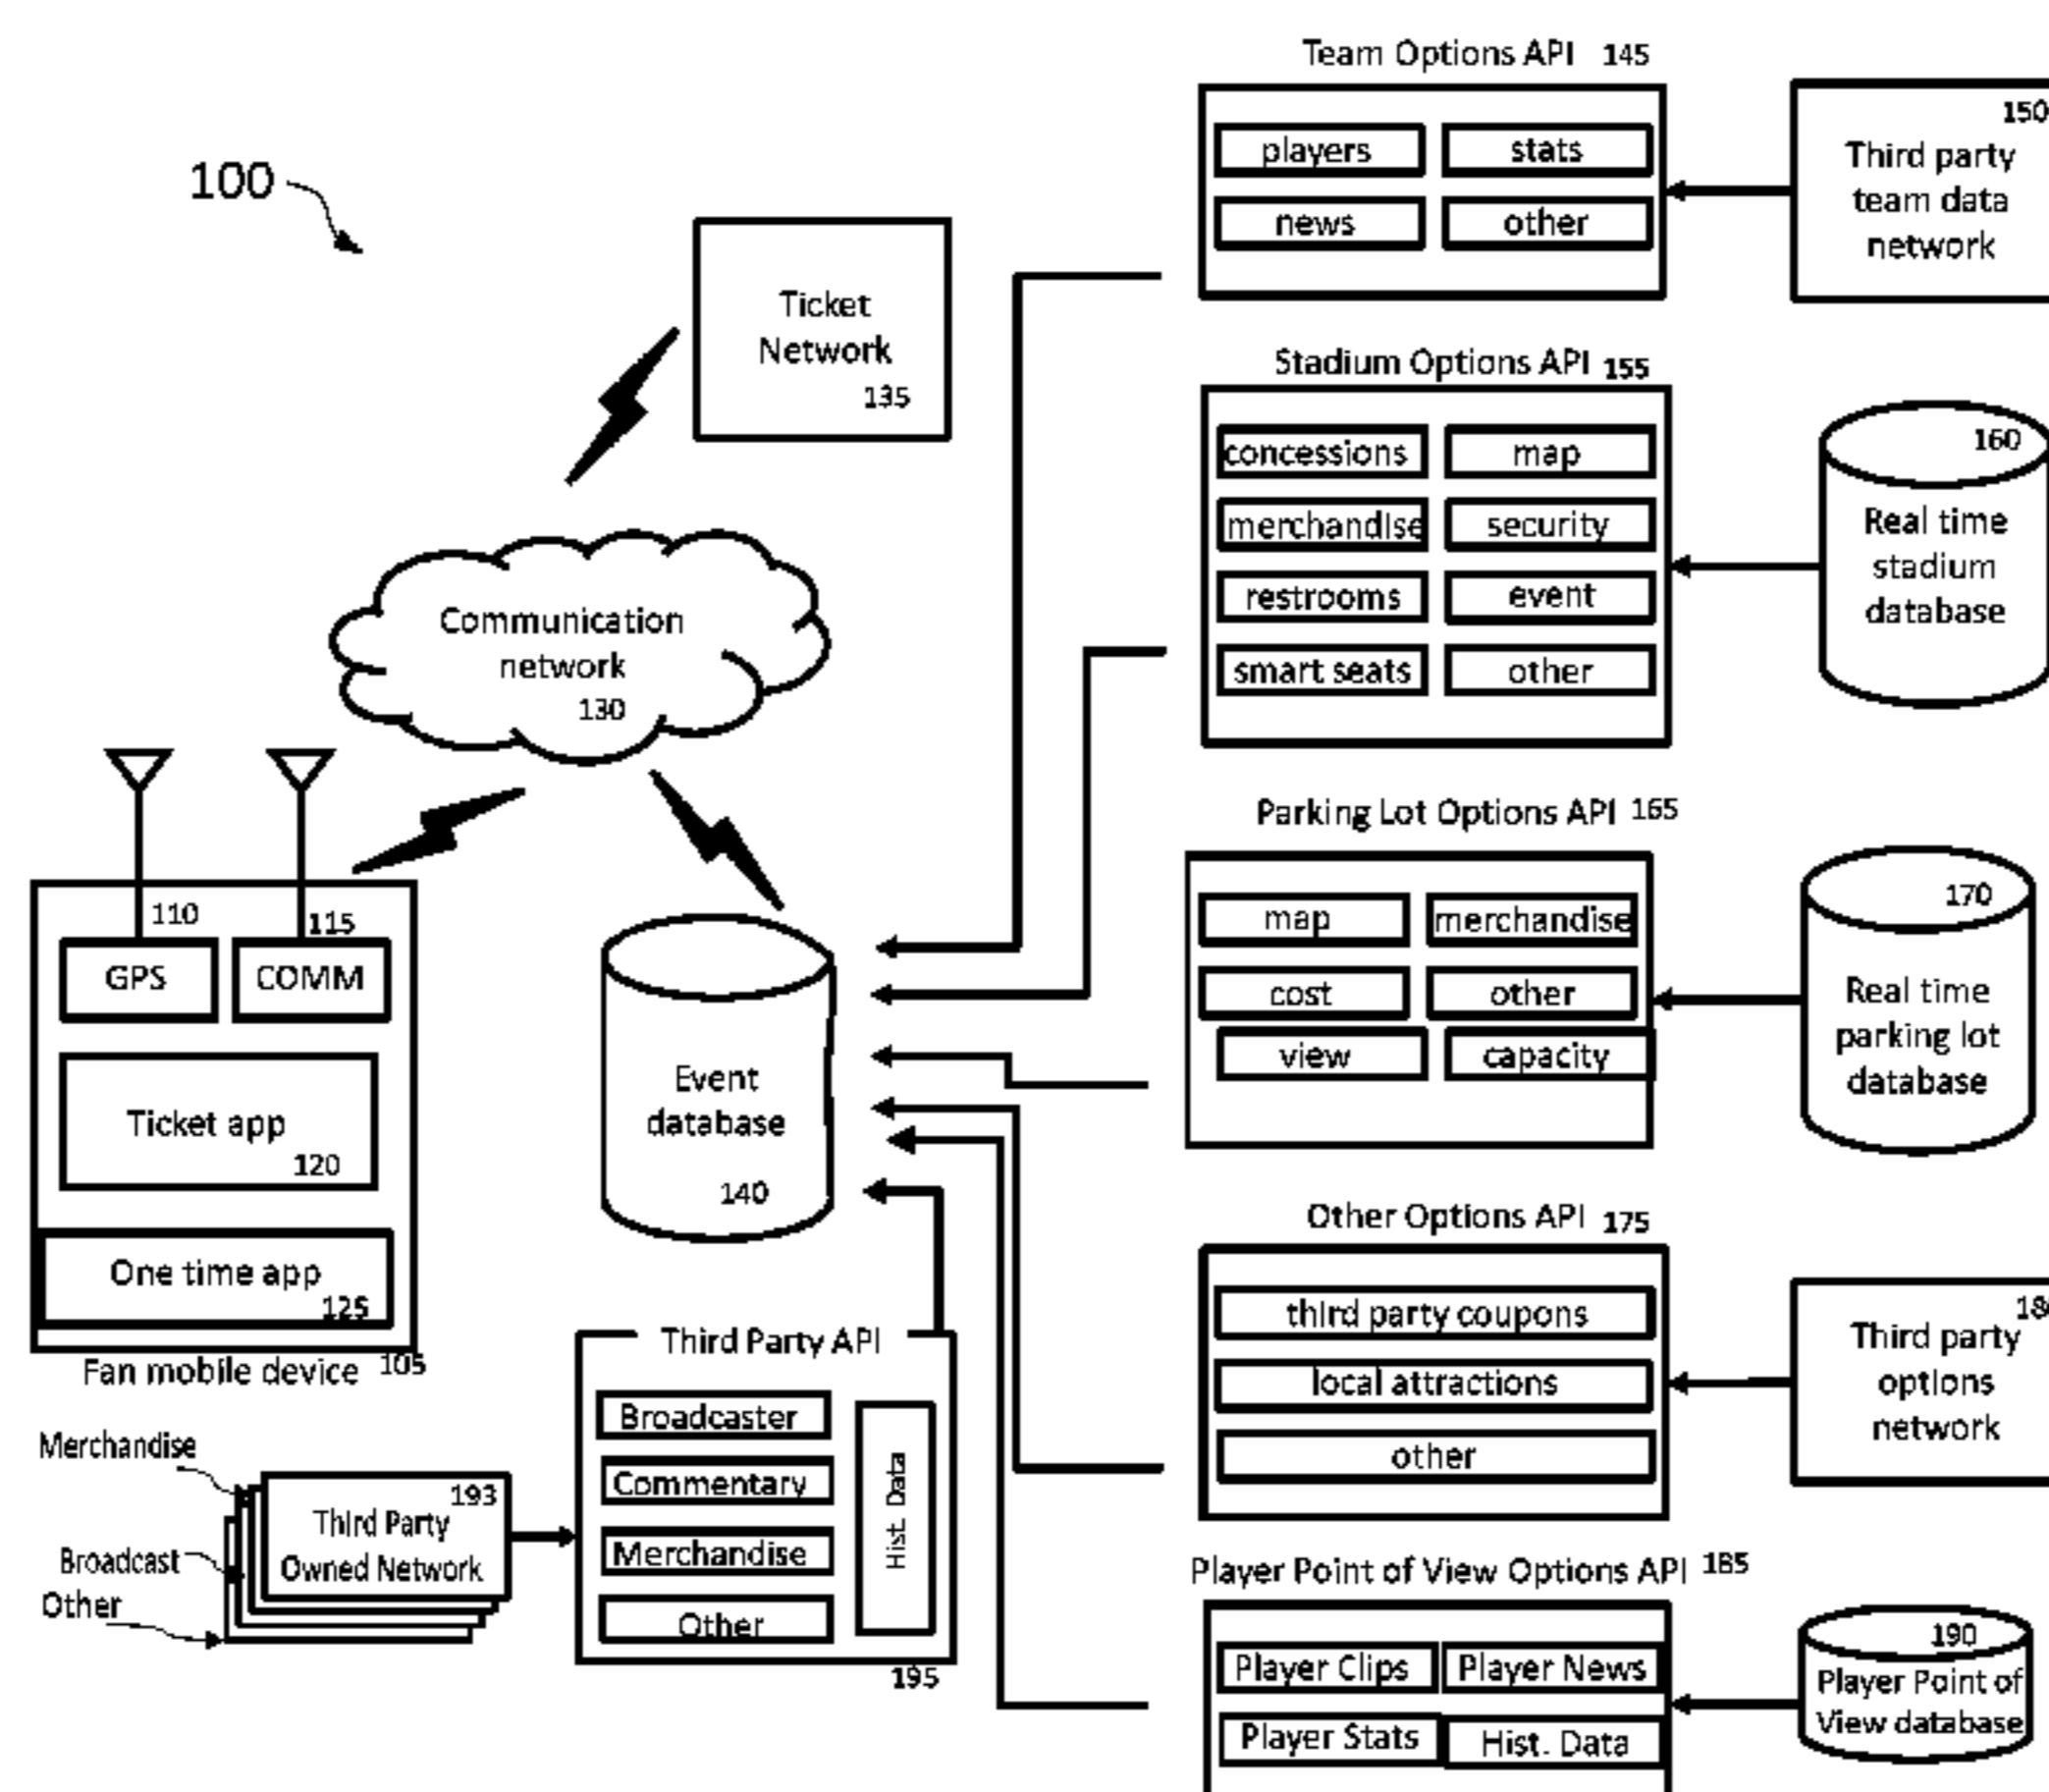 100
Ticket
Network
135
Communication
network
130
110
115
GPS
COMM
Ticket app
120
One time app
125
Fan mobile device 105
Event
database
140
Merchandise
Broadcast
Other
193
Third Party
Owned Network
Third Party API
Broadcaster
Commentary
Merchandise
Other
Hist. Data
195
Team Options API 145
players stats
news other
150
Third party
team data
network
Stadium Options API 155
concessions map
merchandise security
restrooms event
smart seats other
160
Real time
stadium
database
Parking Lot Options API 165
map merchandise
cost other
view capacity
170
Real time
parking lot
database
Other Options API 175
third party coupons
local attractions
other
Third party
options
network
Player Point of View Options API 185
Player Clips Player News
Player Stats Hist. Data
190
Player Point of
View database